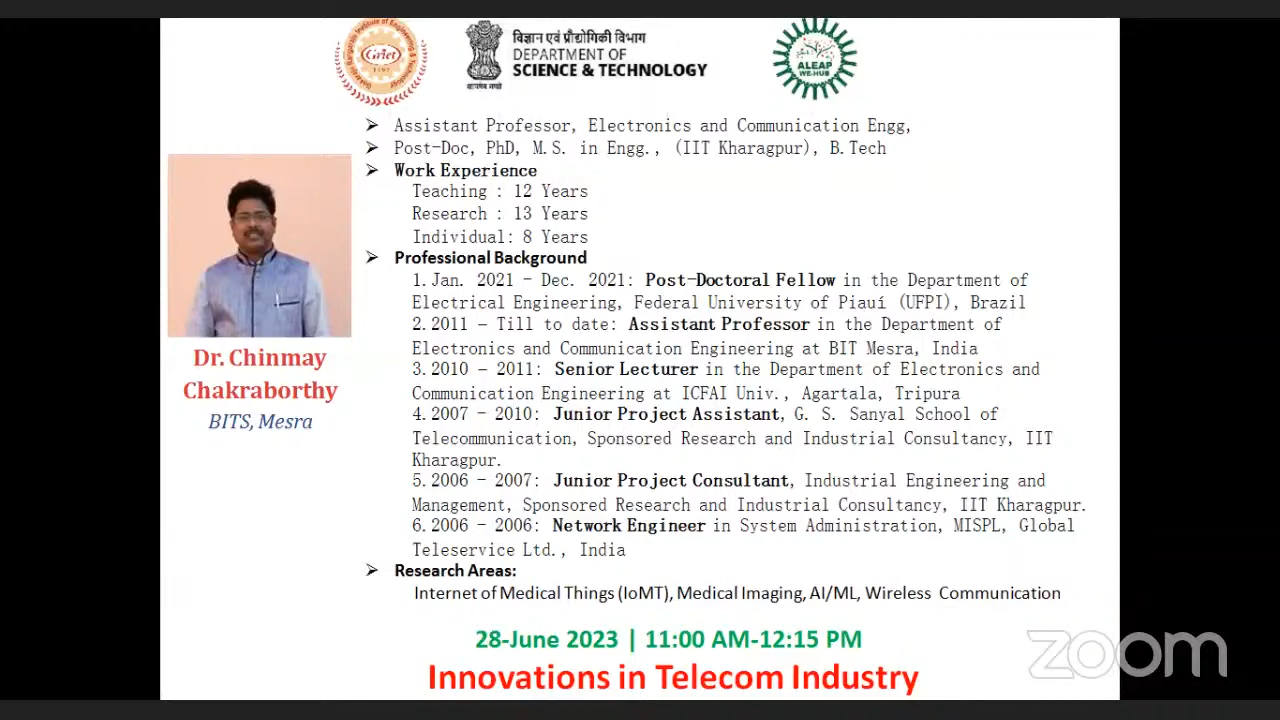 Griet
विज्ञान एवं प्रौद्योगिकी विभाग
DEPARTMENT OF
SCIENCE & TECHNOLOGY
सत्यमेव जयते
ALEAP
WE-HUB
➢ Assistant Professor, Electronics and Communication Engg,
➢ Post-Doc, PhD, M.S. in Engg., (IIT Kharagpur), B.Tech
➢ Work Experience
Teaching : 12 Years
Research : 13 Years
Individual: 8 Years
➢ Professional Background
1. Jan. 2021 – Dec. 2021: Post-Doctoral Fellow in the Department of
Electrical Engineering, Federal University of Piauí (UFPI), Brazil
2. 2011 – Till to date: Assistant Professor in the Department of
Electronics and Communication Engineering at BIT Mesra, India
3. 2010 – 2011: Senior Lecturer in the Department of Electronics and
Communication Engineering at ICFAI Univ., Agartala, Tripura
4. 2007 – 2010: Junior Project Assistant, G. S. Sanyal School of
Telecommunication, Sponsored Research and Industrial Consultancy, IIT
Kharagpur.
5. 2006 – 2007: Junior Project Consultant, Industrial Engineering and
Management, Sponsored Research and Industrial Consultancy, IIT Kharagpur.
6. 2006 – 2006: Network Engineer in System Administration, MISPL, Global
Teleservice Ltd., India
➢ Research Areas:
Internet of Medical Things (IoMT), Medical Imaging, AI/ML, Wireless Communication
Dr. Chinmay
Chakraborthy
BITS, Mesra
28-June 2023 | 11:00 AM-12:15 PM
Innovations in Telecom Industry
zoom